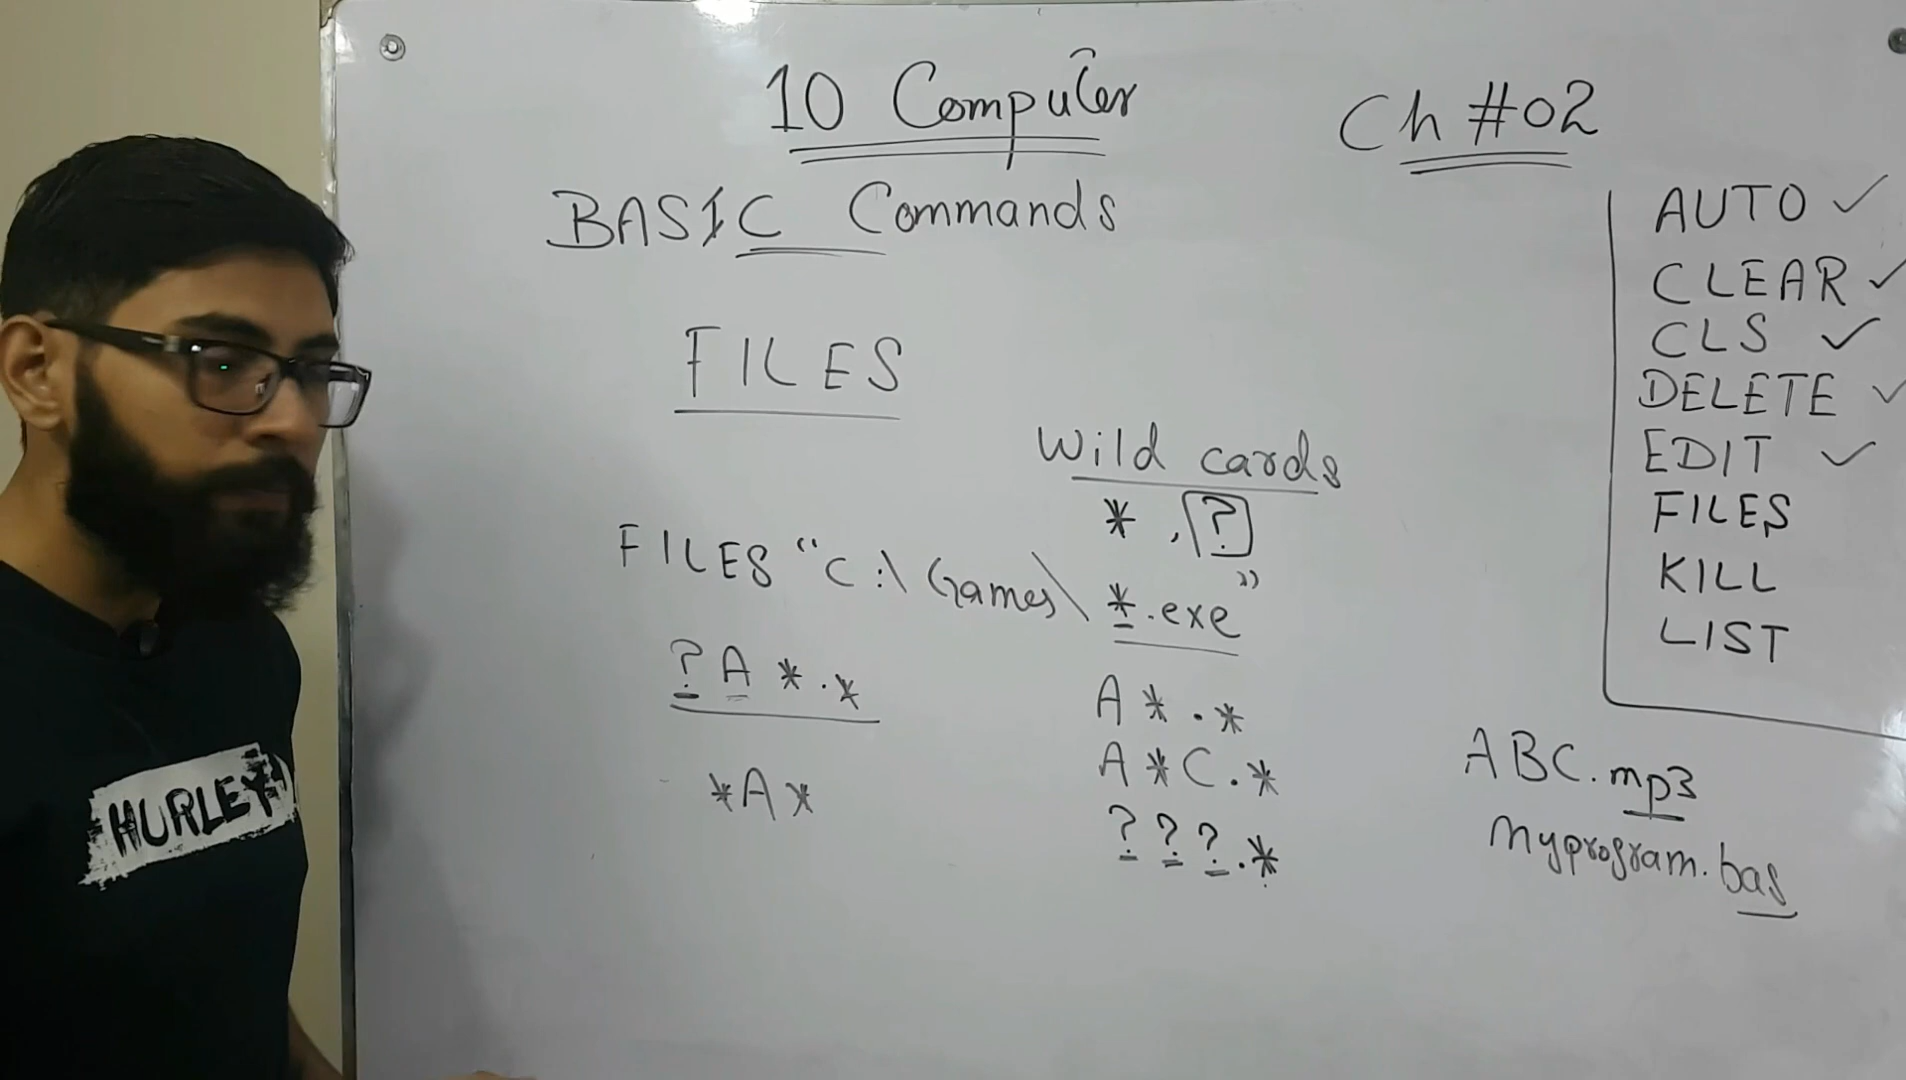 10 Computer
Ch #02
BASIC Commands
FILES
Wild cards
* , ?
FILES "C:\Games\*.exe"
?A*.*
*A*
A*.*
A*C.*
???.*
AUTO ✓
CLEAR ✓
CLS ✓
DELETE ✓
EDIT ✓
FILES
KILL
LIST
ABC.mp3
Myprogram.bas
HURLEY)